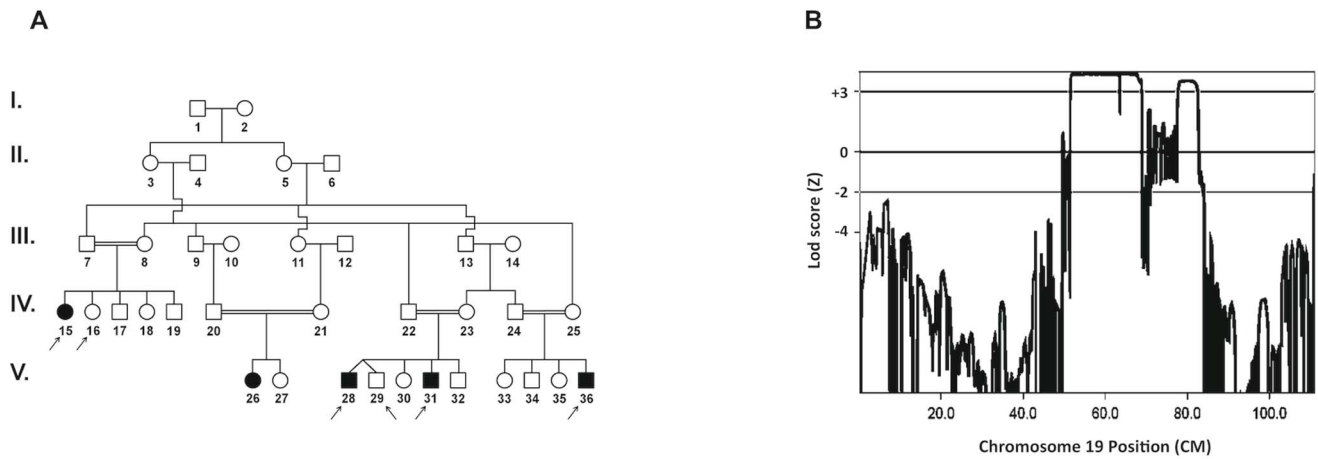 A
I.
1 2
II.
3 4 5 6
III.
7 8 9 10 11 12 13 14
IV.
15 16 17 18 19 20 21 22 23 24 25
V.
26 27 28 29 30 31 32 33 34 35 36
B
+3
0
-2
-4
Lod score (Z)
20.0 40.0 60.0 80.0 100.0
Chromosome 19 Position (CM)